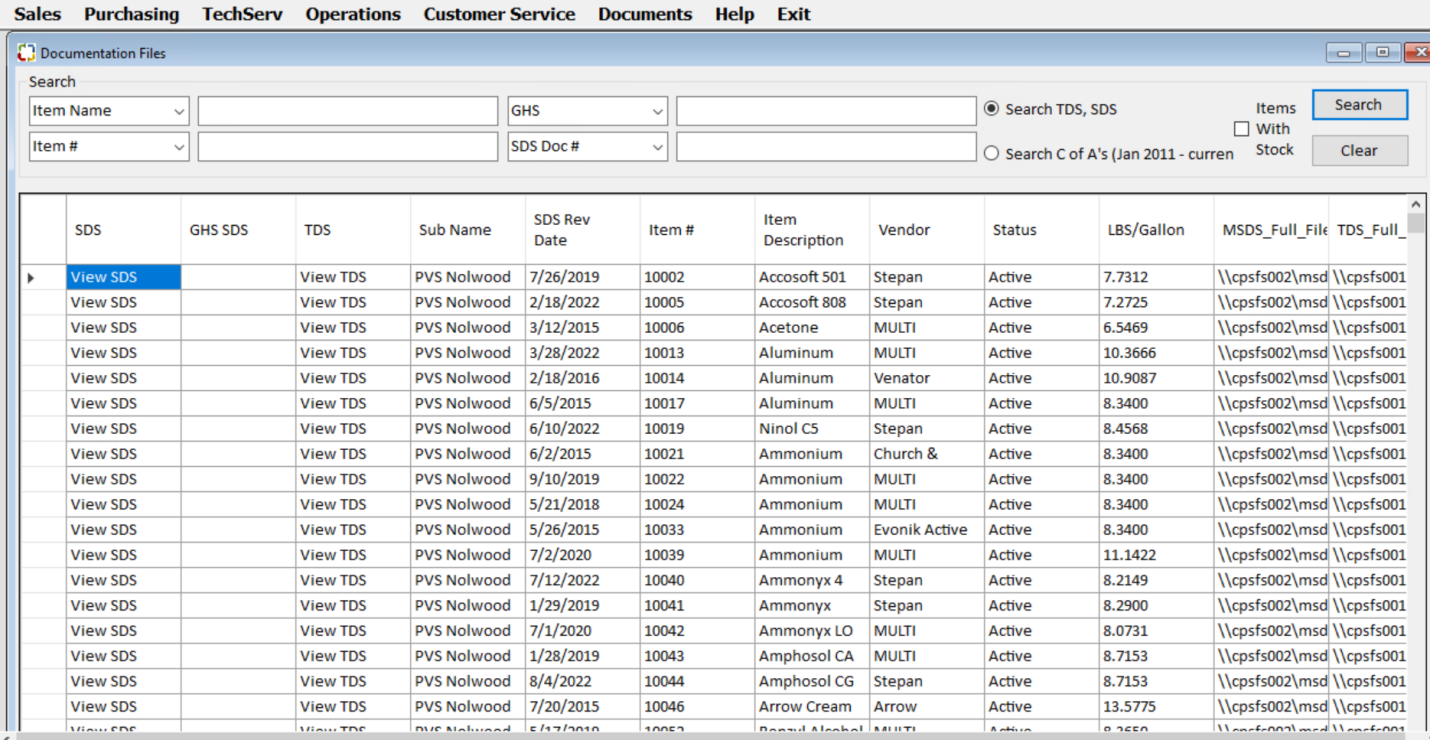 Sales Purchasing TechServ Operations Customer Service Documents Help Exit
Documentation Files
Search
Item Name GHS Search TDS, SDS Items With Stock Search
Item # SDS Doc # Search C of A's (Jan 2011 - curren Clear
SDS GHS SDS TDS Sub Name SDS Rev Date Item # Item Description Vendor Status LBS/Gallon MSDS_Full_File TDS_Full_
View SDS View TDS PVS Nolwood 7/26/2019 10002 Accosoft 501 Stepan Active 7.7312 \\cpsfs002\msd \\cpsfs001
View SDS View TDS PVS Nolwood 2/18/2022 10005 Accosoft 808 Stepan Active 7.2725 \\cpsfs002\msd \\cpsfs001
View SDS View TDS PVS Nolwood 3/12/2015 10006 Acetone MULTI Active 6.5469 \\cpsfs002\msd \\cpsfs001
View SDS View TDS PVS Nolwood 3/28/2022 10013 Aluminum MULTI Active 10.3666 \\cpsfs002\msd \\cpsfs001
View SDS View TDS PVS Nolwood 2/18/2016 10014 Aluminum Venator Active 10.9087 \\cpsfs002\msd \\cpsfs001
View SDS View TDS PVS Nolwood 6/5/2015 10017 Aluminum MULTI Active 8.3400 \\cpsfs002\msd \\cpsfs001
View SDS View TDS PVS Nolwood 6/10/2022 10019 Ninol C5 Stepan Active 8.4568 \\cpsfs002\msd \\cpsfs001
View SDS View TDS PVS Nolwood 6/2/2015 10021 Ammonium Church & Active 8.3400 \\cpsfs002\msd \\cpsfs001
View SDS View TDS PVS Nolwood 9/10/2019 10022 Ammonium MULTI Active 8.3400 \\cpsfs002\msd \\cpsfs001
View SDS View TDS PVS Nolwood 5/21/2018 10024 Ammonium MULTI Active 8.3400 \\cpsfs002\msd \\cpsfs001
View SDS View TDS PVS Nolwood 5/26/2015 10033 Ammonium Evonik Active Active 8.3400 \\cpsfs002\msd \\cpsfs001
View SDS View TDS PVS Nolwood 7/2/2020 10039 Ammonium MULTI Active 11.1422 \\cpsfs002\msd \\cpsfs001
View SDS View TDS PVS Nolwood 7/12/2022 10040 Ammonyx 4 Stepan Active 8.2149 \\cpsfs002\msd \\cpsfs001
View SDS View TDS PVS Nolwood 1/29/2019 10041 Ammonyx Stepan Active 8.2900 \\cpsfs002\msd \\cpsfs001
View SDS View TDS PVS Nolwood 7/1/2020 10042 Ammonyx LO MULTI Active 8.0731 \\cpsfs002\msd \\cpsfs001
View SDS View TDS PVS Nolwood 1/28/2019 10043 Amphosol CA MULTI Active 8.7153 \\cpsfs002\msd \\cpsfs001
View SDS View TDS PVS Nolwood 8/4/2022 10044 Amphosol CG Stepan Active 8.7153 \\cpsfs002\msd \\cpsfs001
View SDS View TDS PVS Nolwood 7/20/2015 10046 Arrow Cream Arrow Active 13.5775 \\cpsfs002\msd \\cpsfs001
View SDS View TDS PVS Nolwood MULTI Active